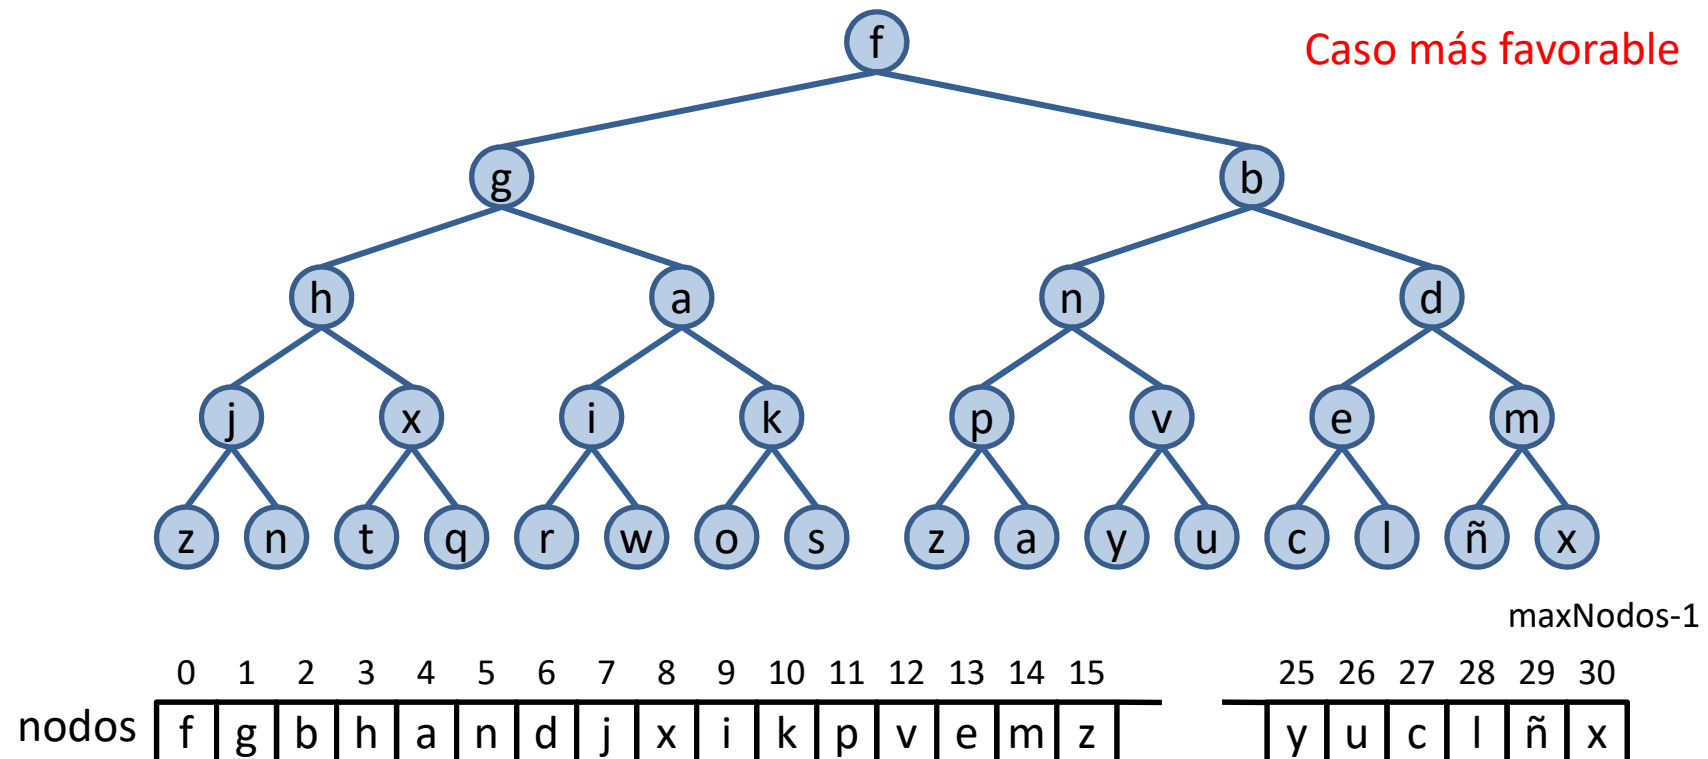 f
Caso más favorable
g b
h a n d
j x i k p v e m
z n t q r w o s z a y u c l ñ x
maxNodos-1
0 1 2 3 4 5 6 7 8 9 10 11 12 13 14 15 25 26 27 28 29 30
nodos f g b h a n d j x i k p v e m z y u c l ñ x